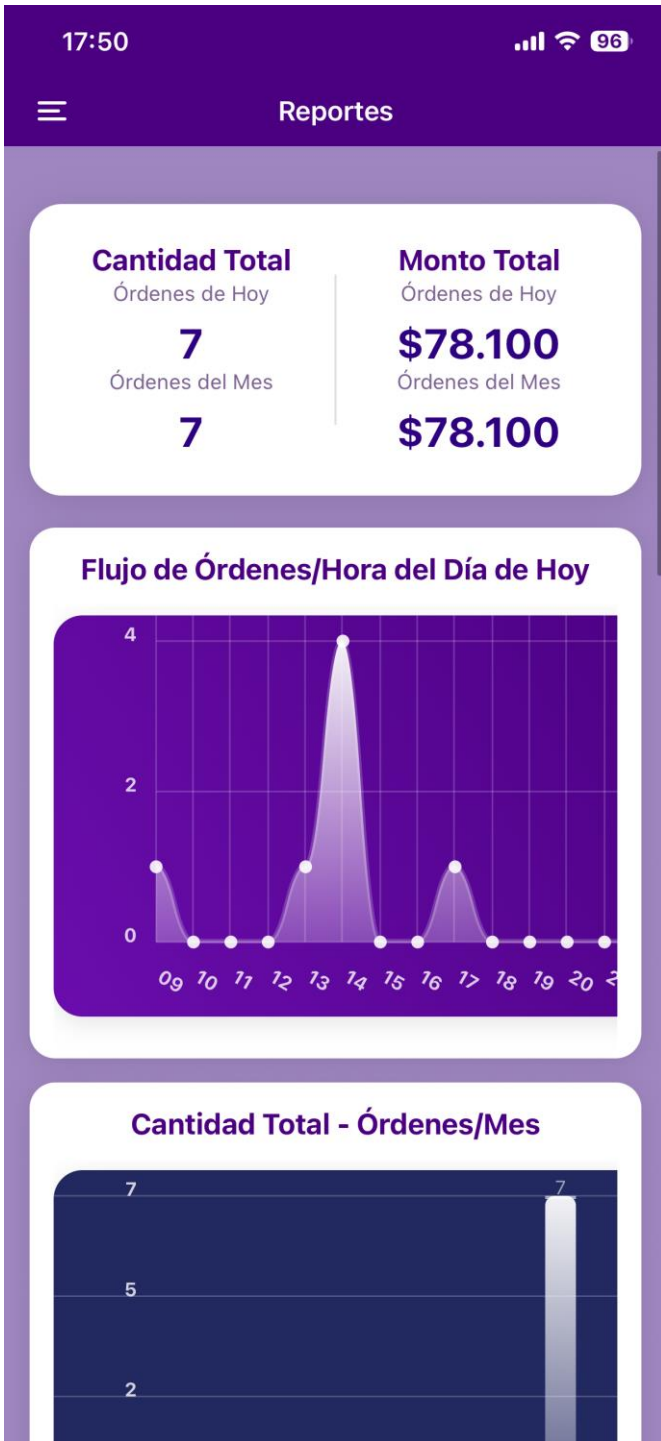 17:50 96
Reportes
Cantidad Total
Órdenes de Hoy
7
Órdenes del Mes
7
Monto Total
Órdenes de Hoy
$78.100
Órdenes del Mes
$78.100
Flujo de Órdenes/Hora del Día de Hoy
4
2
0
09 10 11 12 13 14 15 16 17 18 19 20 2
Cantidad Total - Órdenes/Mes
7 7
5
2